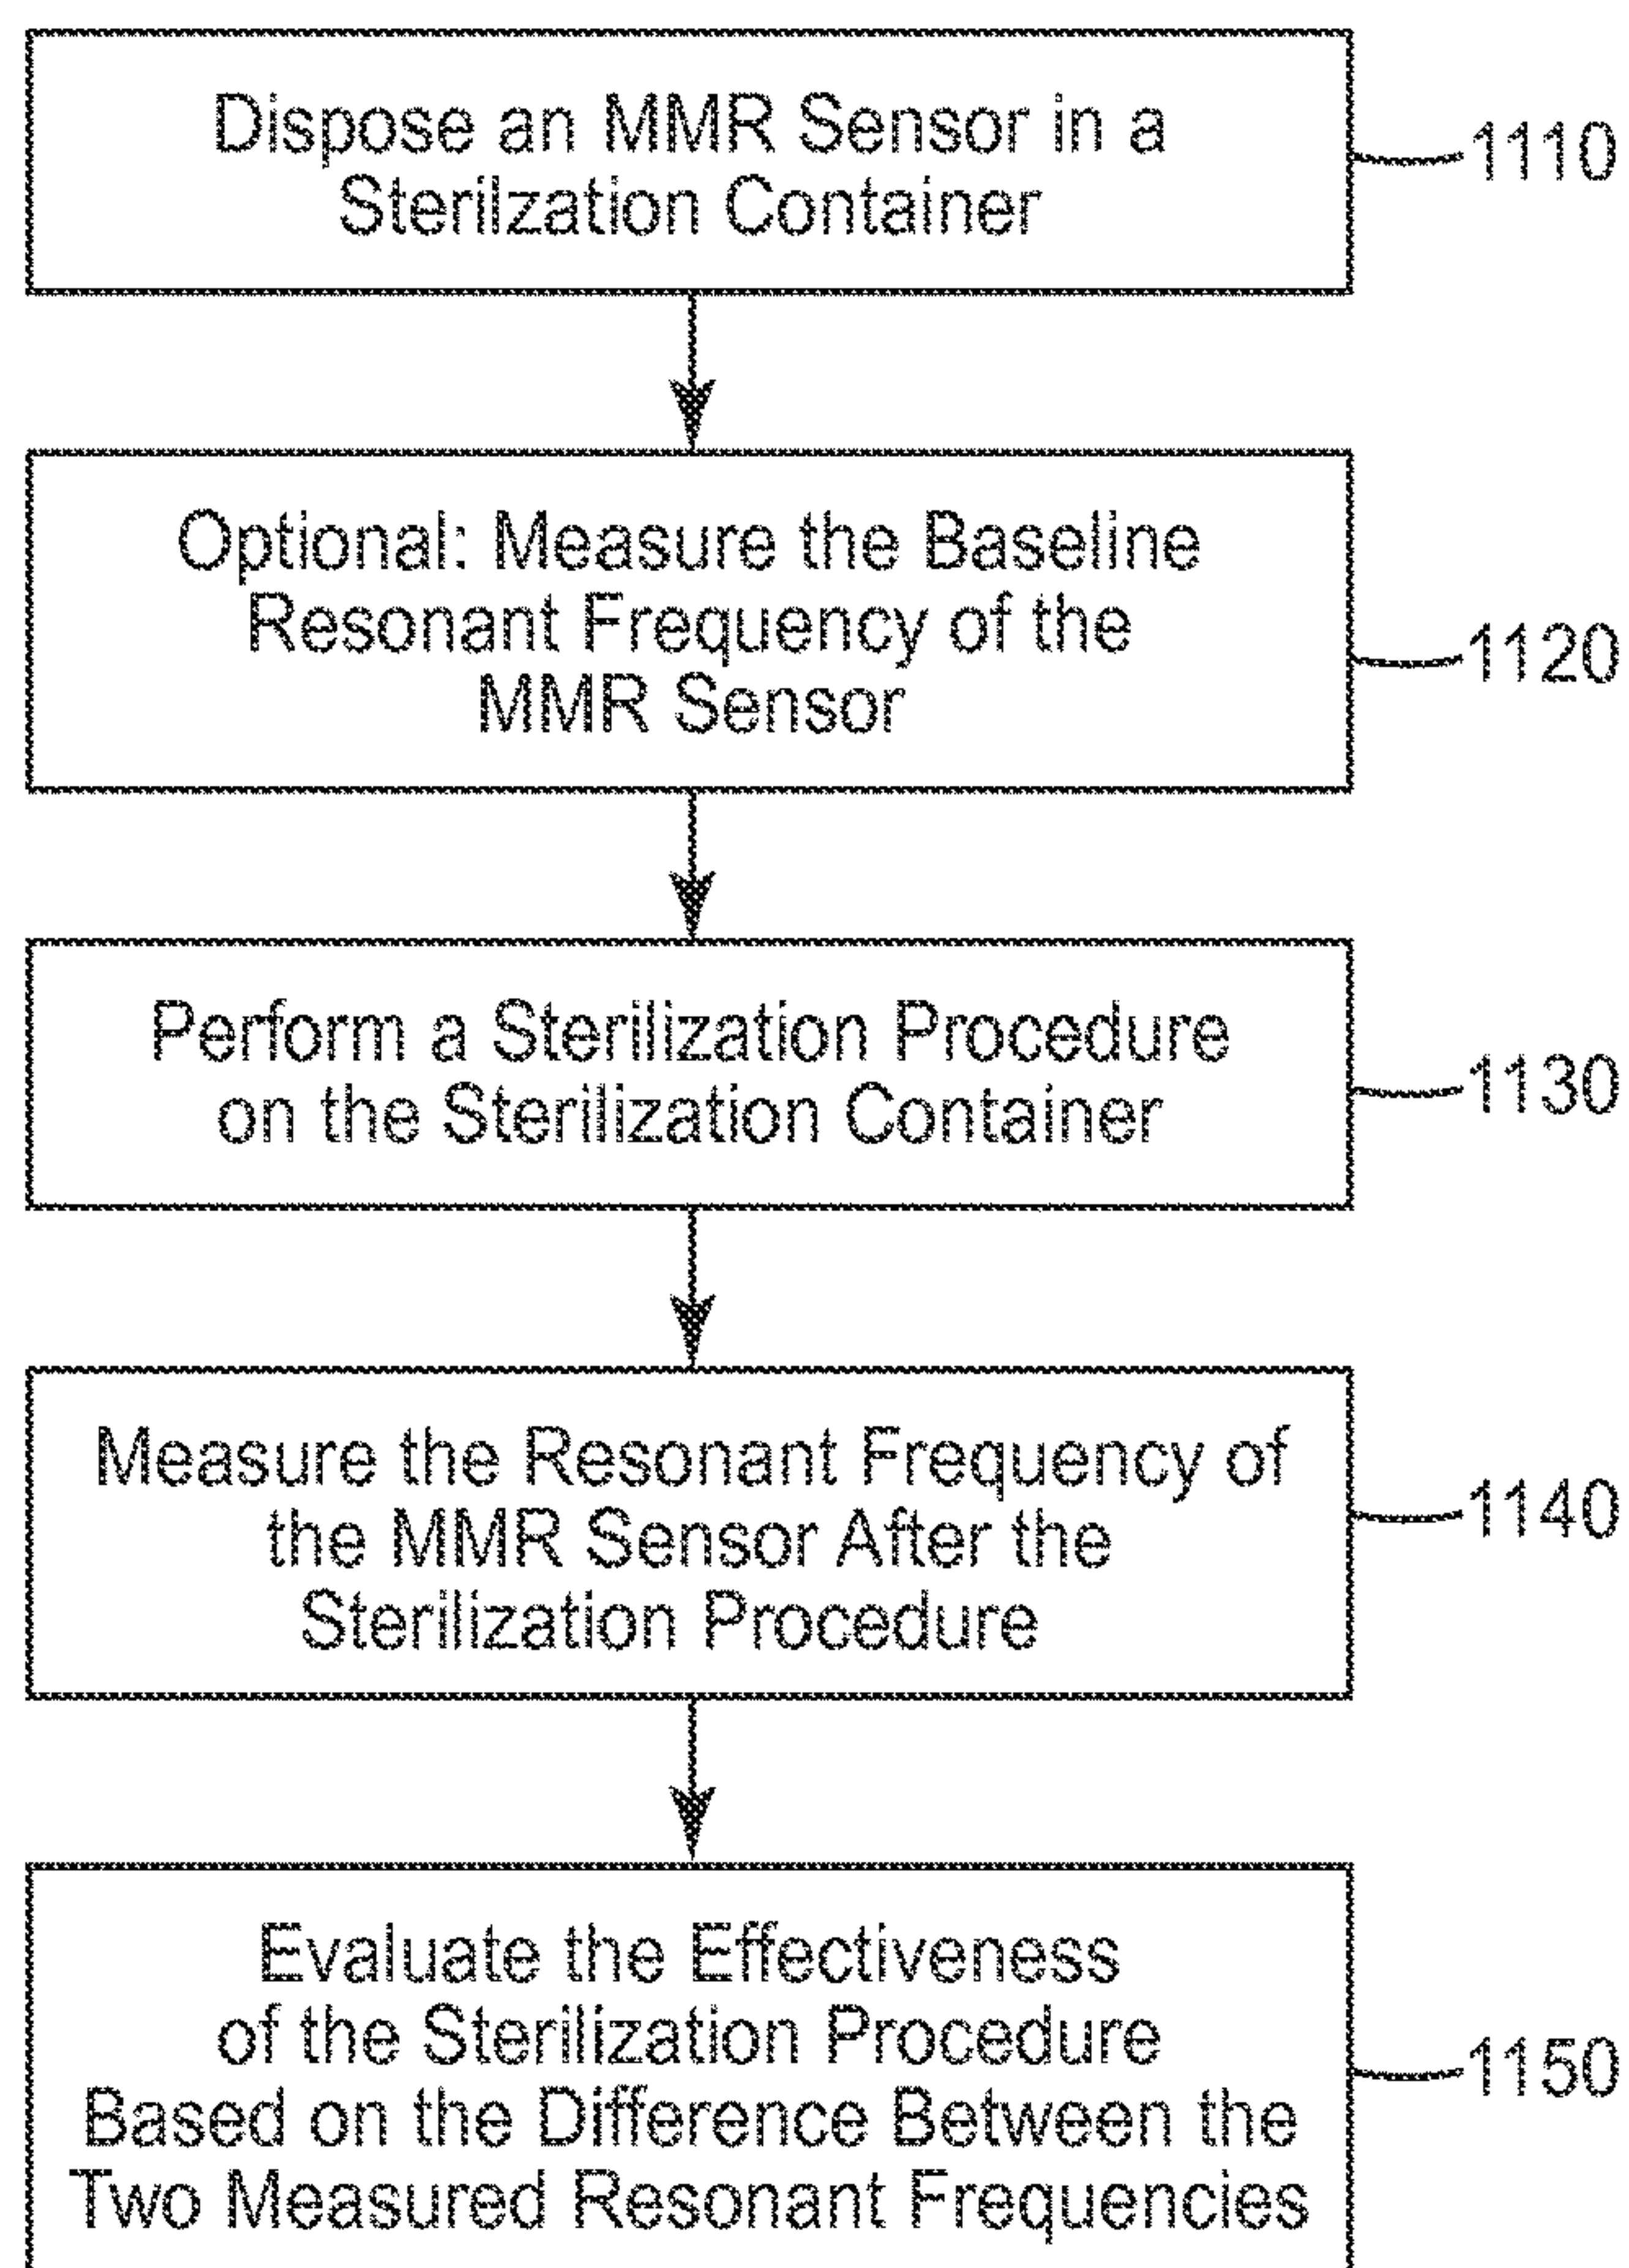 Dispose an MMR Sensor in a
Sterilzation Container
1110
Optional: Measure the Baseline
Resonant Frequency of the
MMR Sensor
1120
Perform a Sterilization Procedure
on the Sterilization Container
1130
Measure the Resonant Frequency of
the MMR Sensor After the
Sterilization Procedure
1140
Evaluate the Effectiveness
of the Sterilization Procedure
Based on the Difference Between the
Two Measured Resonant Frequencies
1150